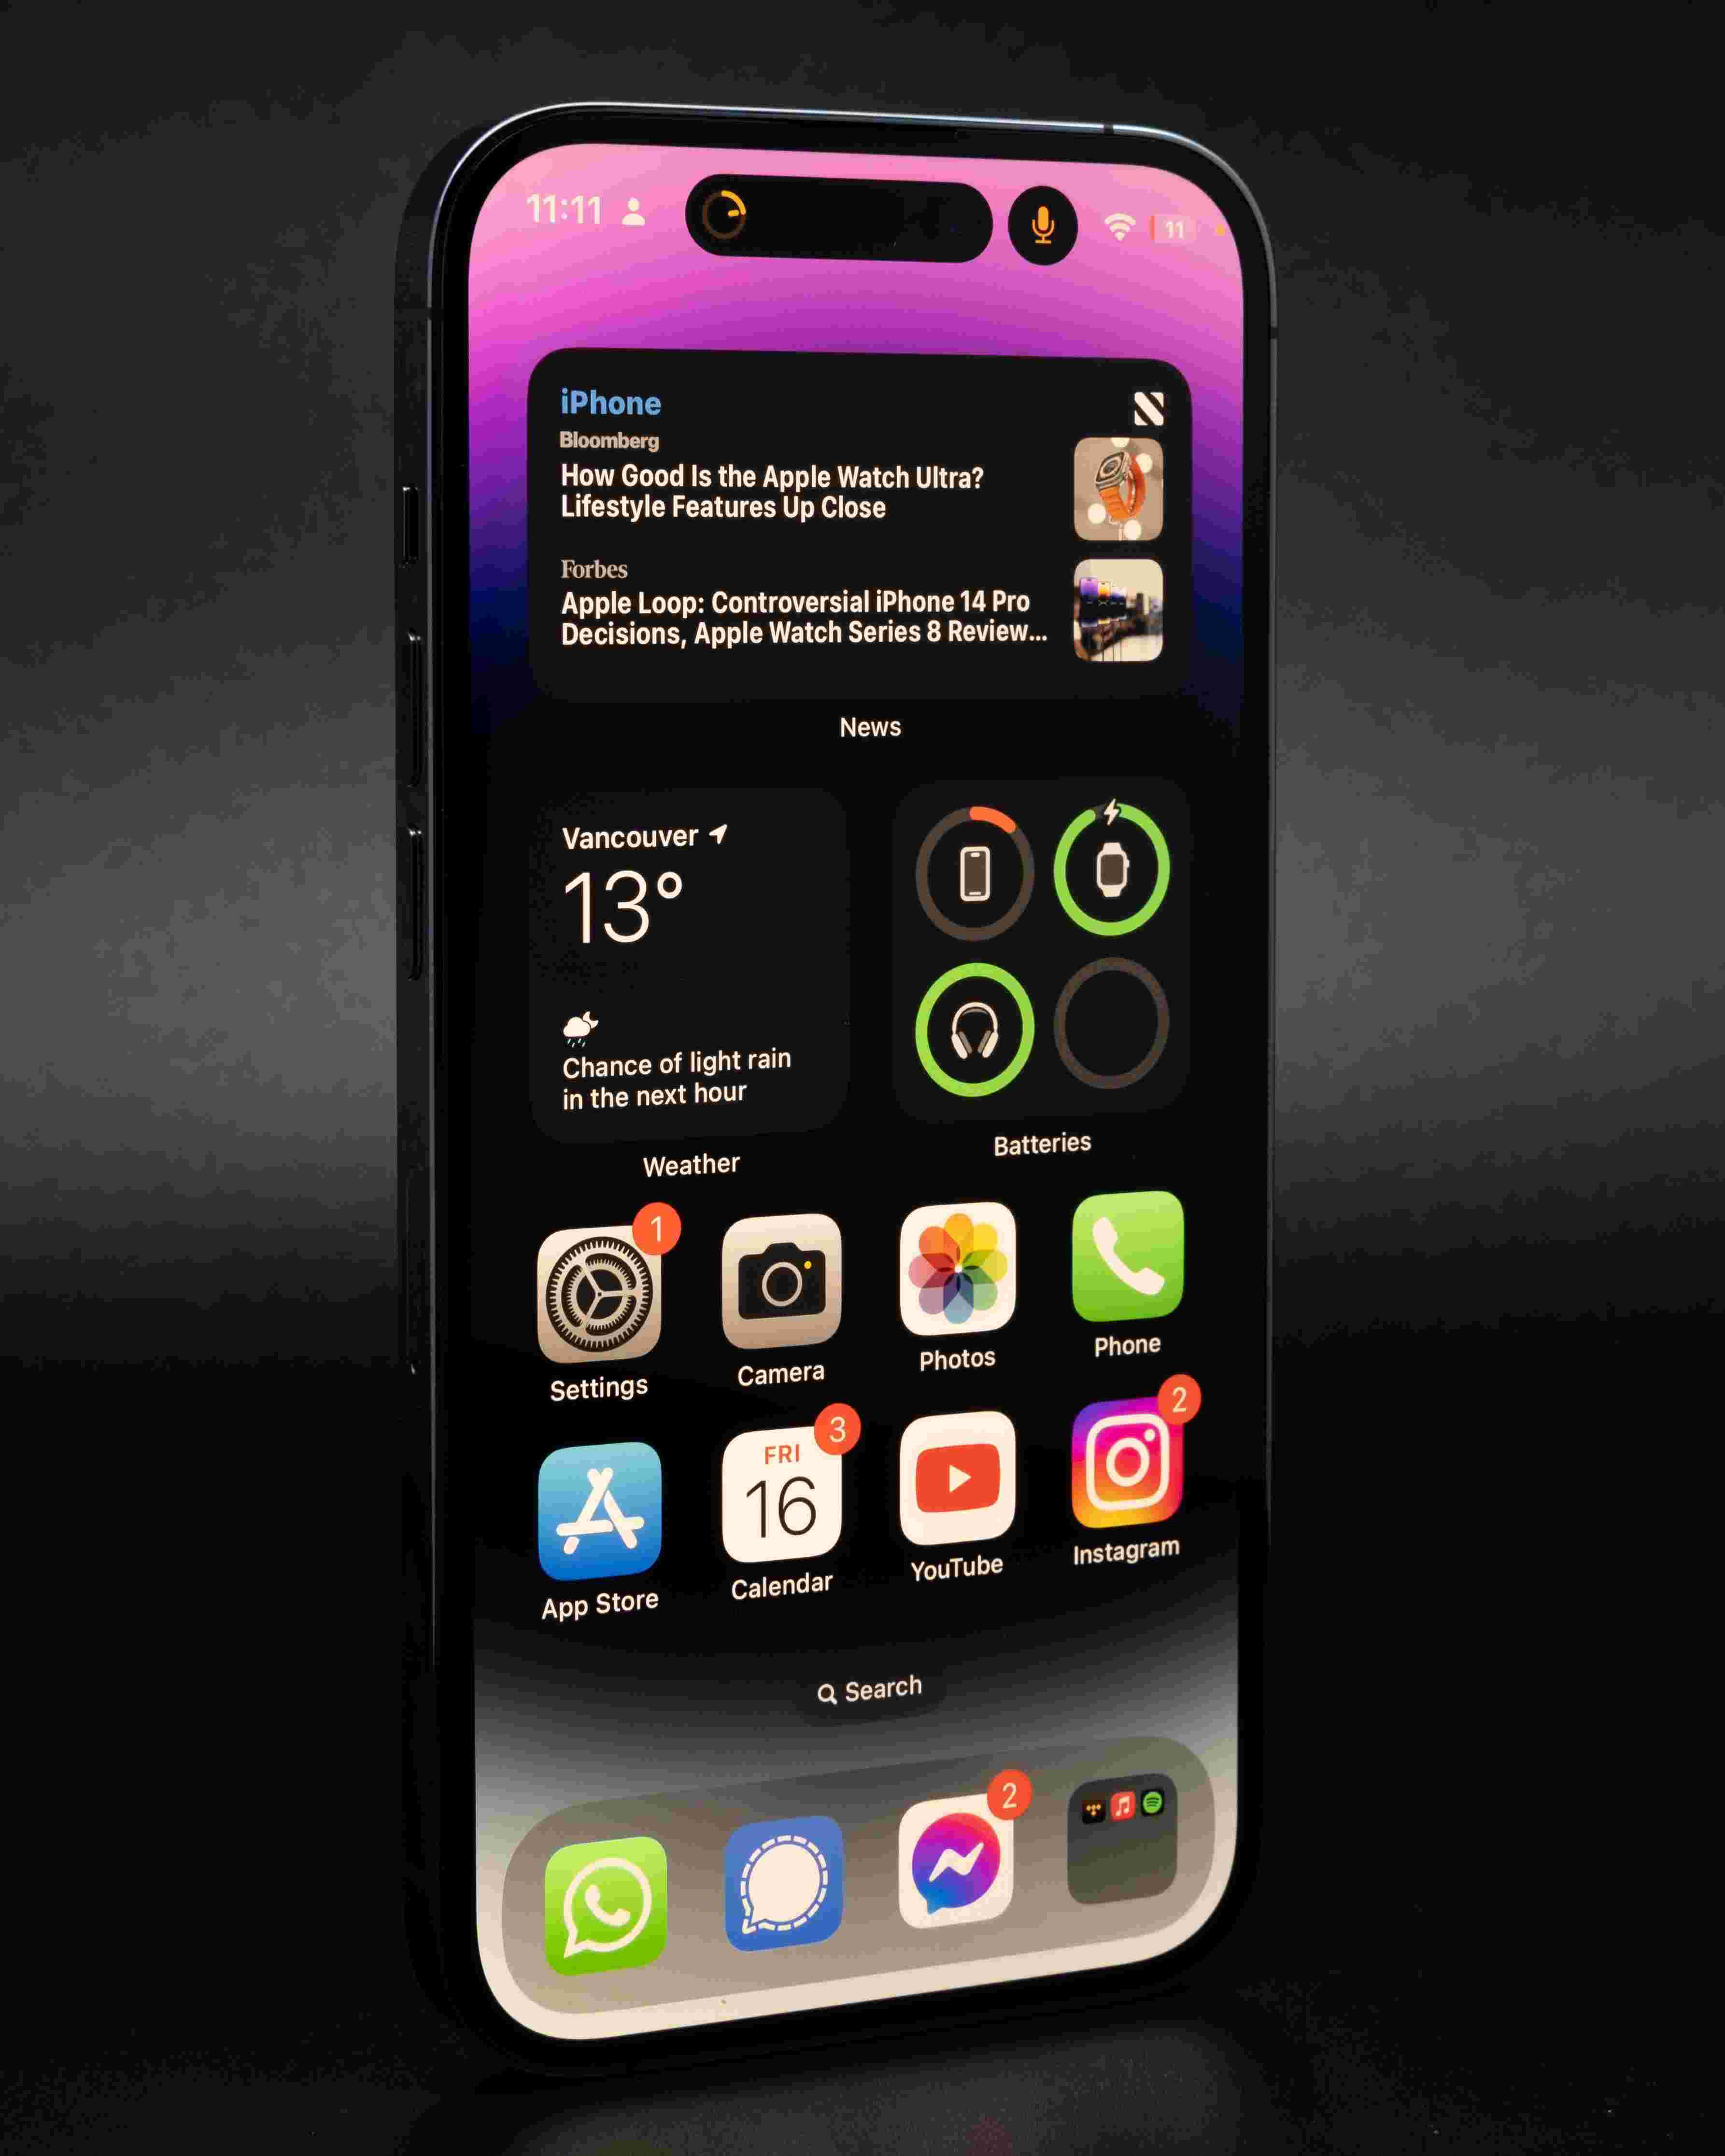 11:11
11
iPhone
Bloomberg
How Good Is the Apple Watch Ultra?
Lifestyle Features Up Close
Forbes
Apple Loop: Controversial iPhone 14 Pro
Decisions, Apple Watch Series 8 Review...
News
Vancouver
13°
Chance of light rain
in the next hour
Weather
Batteries
1
Settings
Camera
Photos
Phone
App Store
3
FRI
16
Calendar
YouTube
2
Instagram
Search
2